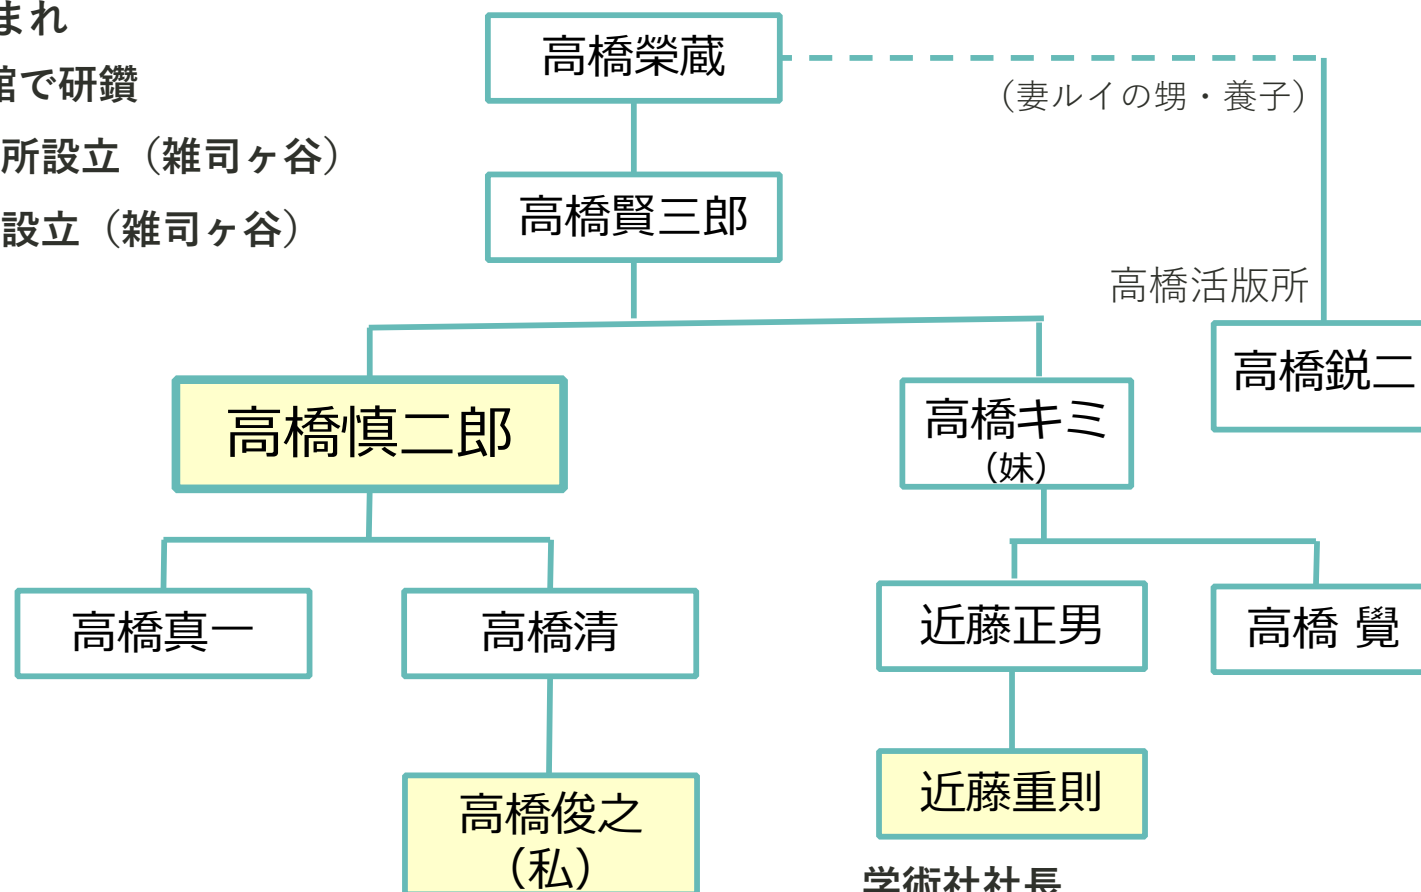 まれ
館で研鑽
所設立（雑司ヶ谷）
設立（雑司ヶ谷）
高橋榮蔵
（妻ルイの甥・養子）
高橋賢三郎
高橋活版所
高橋鋭二
高橋慎二郎
高橋キミ
（妹）
高橋真一
高橋清
近藤正男
高橋 覺
高橋俊之
（私）
近藤重則
学術社社長